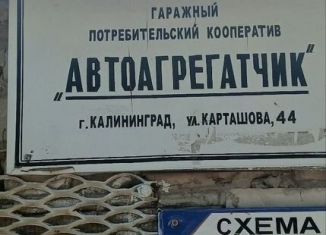 ГАРАЖНЫЙ
ПОТРЕБИТЕЛЬСКИЙ КООПЕРАТИВ
„АВТОАГРЕГАТЧИК"
г. КАЛИНИНГРАД, ул. КАРТАШОВА, 44
СХЕМА